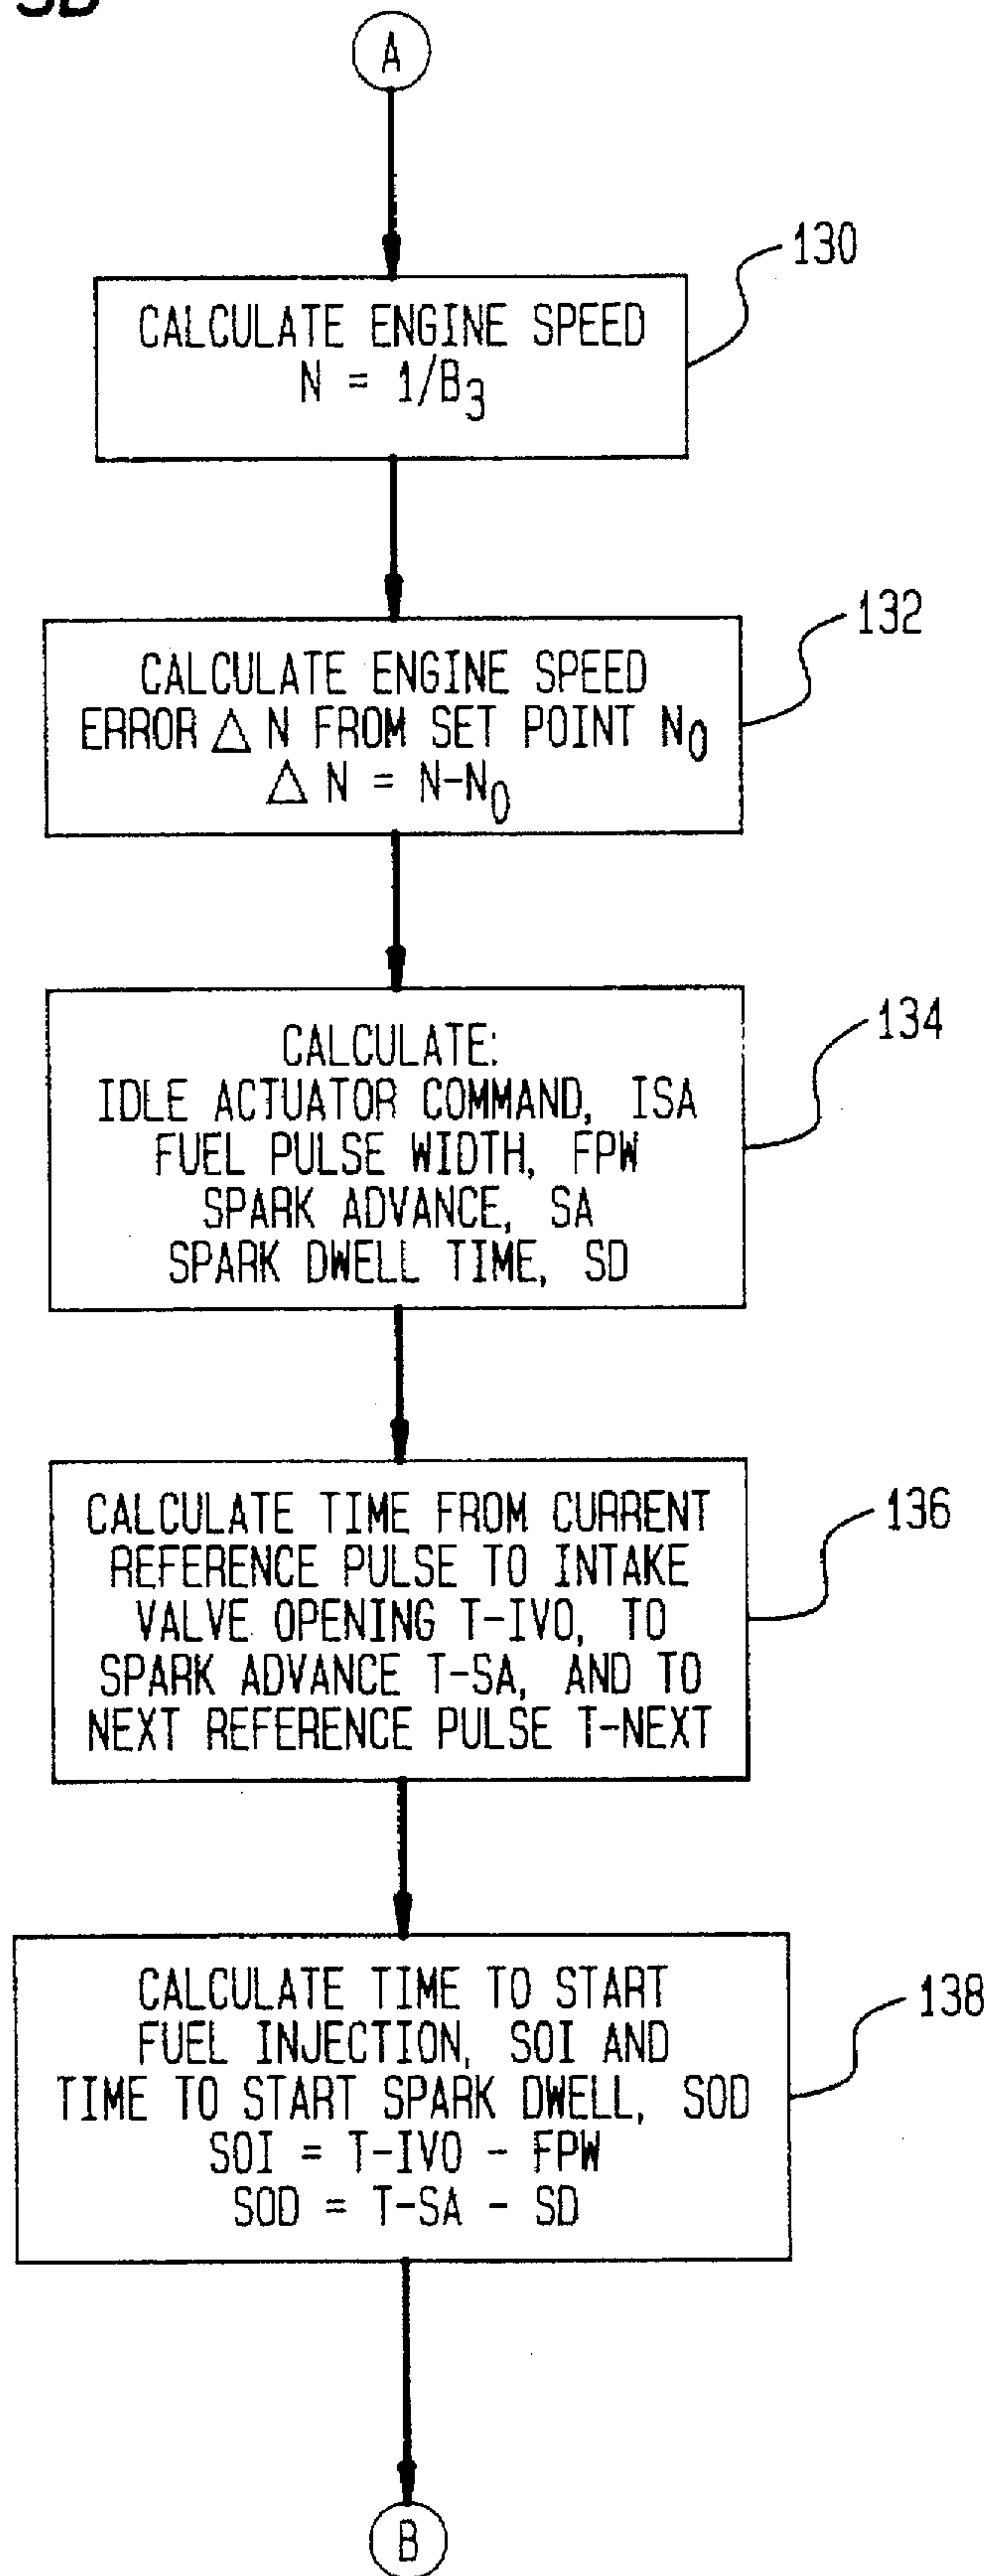 A
130
CALCULATE ENGINE SPEED
N = 1/B₃
132
CALCULATE ENGINE SPEED
ERROR △ N FROM SET POINT N₀
△ N = N-N₀
134
CALCULATE:
IDLE ACTUATOR COMMAND, ISA
FUEL PULSE WIDTH, FPW
SPARK ADVANCE, SA
SPARK DWELL TIME, SD
136
CALCULATE TIME FROM CURRENT
REFERENCE PULSE TO INTAKE
VALVE OPENING T-IVO, TO
SPARK ADVANCE T-SA, AND TO
NEXT REFERENCE PULSE T-NEXT
138
CALCULATE TIME TO START
FUEL INJECTION, SOI AND
TIME TO START SPARK DWELL, SOD
SOI = T-IVO - FPW
SOD = T-SA - SD
B